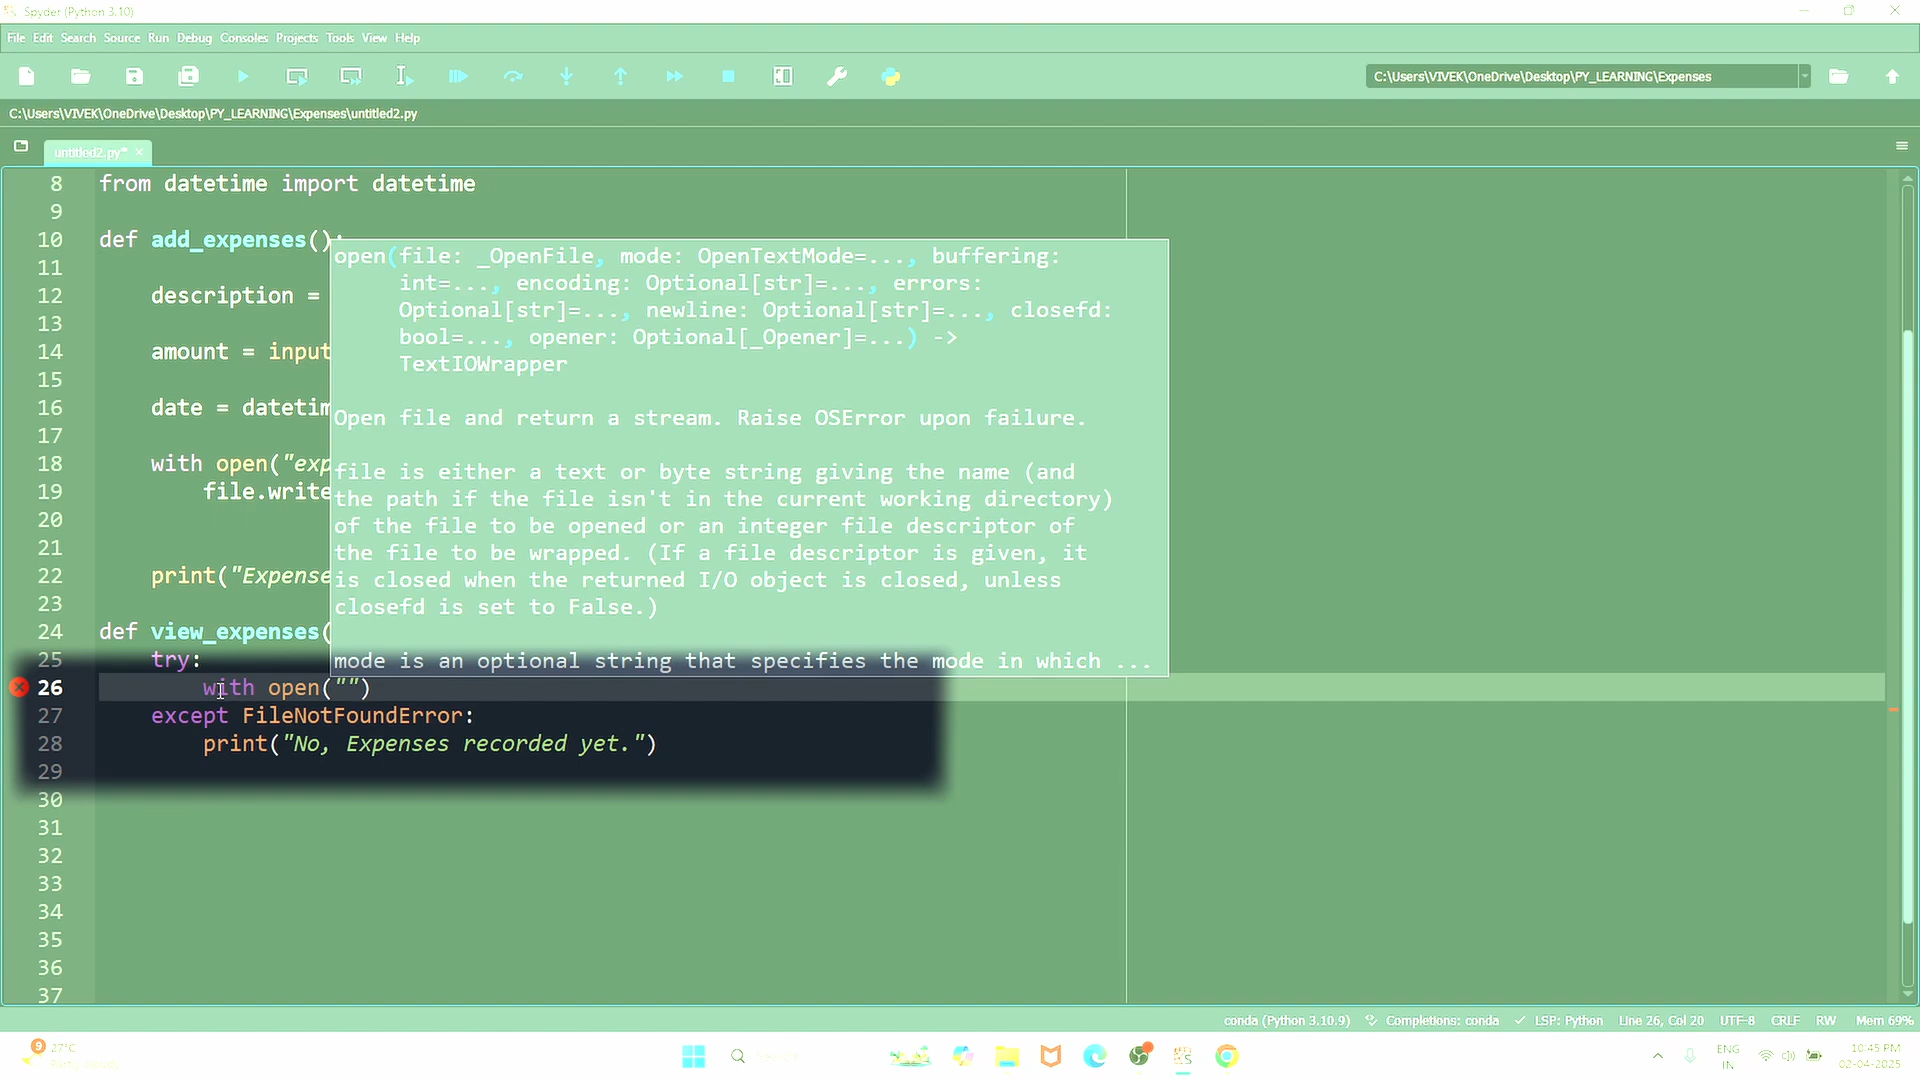 Spyder (Python 3.10)
File Edit Search Source Run Debug Consoles Projects Tools View Help
C:\Users\VIVEK\OneDrive\Desktop\PY_LEARNING\Expenses
C:\Users\VIVEK\OneDrive\Desktop\PY_LEARNING\Expenses\untitled2.py
untitled2.py*
8 from datetime import datetime
9
10 def add_expenses():
11
12 description =
13
14 amount = input
15
16 date = datetim
17
18 with open("exp
19 file.write
20
21
22 print("Expense
23
24 def view_expenses(
25 try:
26 with open("")
27 except FileNotFoundError:
28 print("No, Expenses recorded yet.")
29
30
31
32
33
34
35
36
37
open(file: _OpenFile, mode: OpenTextMode=..., buffering:
int=..., encoding: Optional[str]=..., errors:
Optional[str]=..., newline: Optional[str]=..., closefd:
bool=..., opener: Optional[_Opener]=...) ->
TextIOWrapper
Open file and return a stream. Raise OSError upon failure.
file is either a text or byte string giving the name (and
the path if the file isn't in the current working directory)
of the file to be opened or an integer file descriptor of
the file to be wrapped. (If a file descriptor is given, it
is closed when the returned I/O object is closed, unless
closefd is set to False.)
mode is an optional string that specifies the mode in which ...
conda (Python 3.10.9) Completions: conda LSP: Python Line 26, Col 20 UTF-8 CRLF RW Mem 69%
9
27°C
Partly cloudy
ENG
IN
10:45 PM
02-04-2025